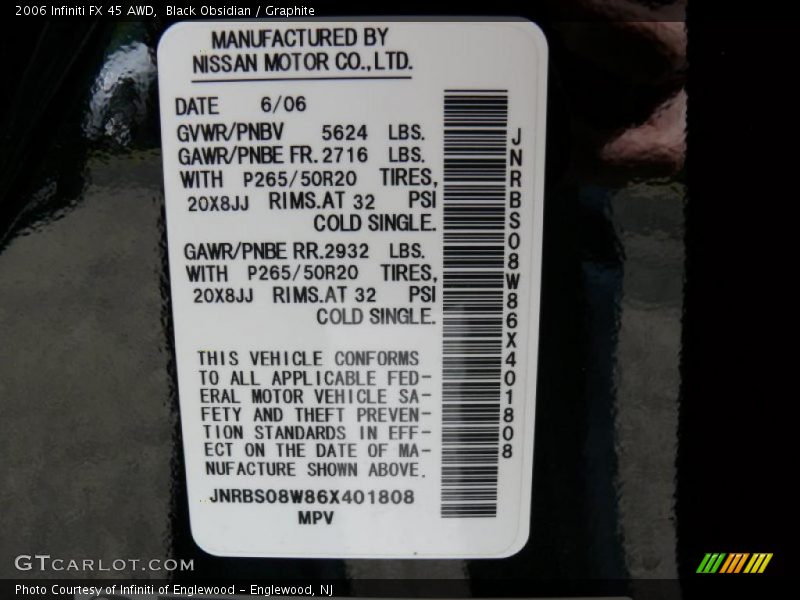 2006 Infiniti FX 45 AWD, Black Obsidian / Graphite
MANUFACTURED BY
NISSAN MOTOR CO., LTD.
DATE 6/06
GVWR/PNBV 5624 LBS.
GAWR/PNBE FR. 2716 LBS.
WITH P265/50R20 TIRES,
20X8JJ RIMS. AT 32 PSI
COLD SINGLE.
GAWR/PNBE RR. 2932 LBS.
WITH P265/50R20 TIRES,
20X8JJ RIMS. AT 32 PSI
COLD SINGLE.
THIS VEHICLE CONFORMS
TO ALL APPLICABLE FED-
ERAL MOTOR VEHICLE SA-
FETY AND THEFT PREVEN-
TION STANDARDS IN EFF-
ECT ON THE DATE OF MA-
NUFACTURE SHOWN ABOVE.
JNRBS08W86X401808
MPV
JNRBS08W86X401808
GTCARLOT.COM
Photo Courtesy of Infiniti of Englewood - Englewood, NJ